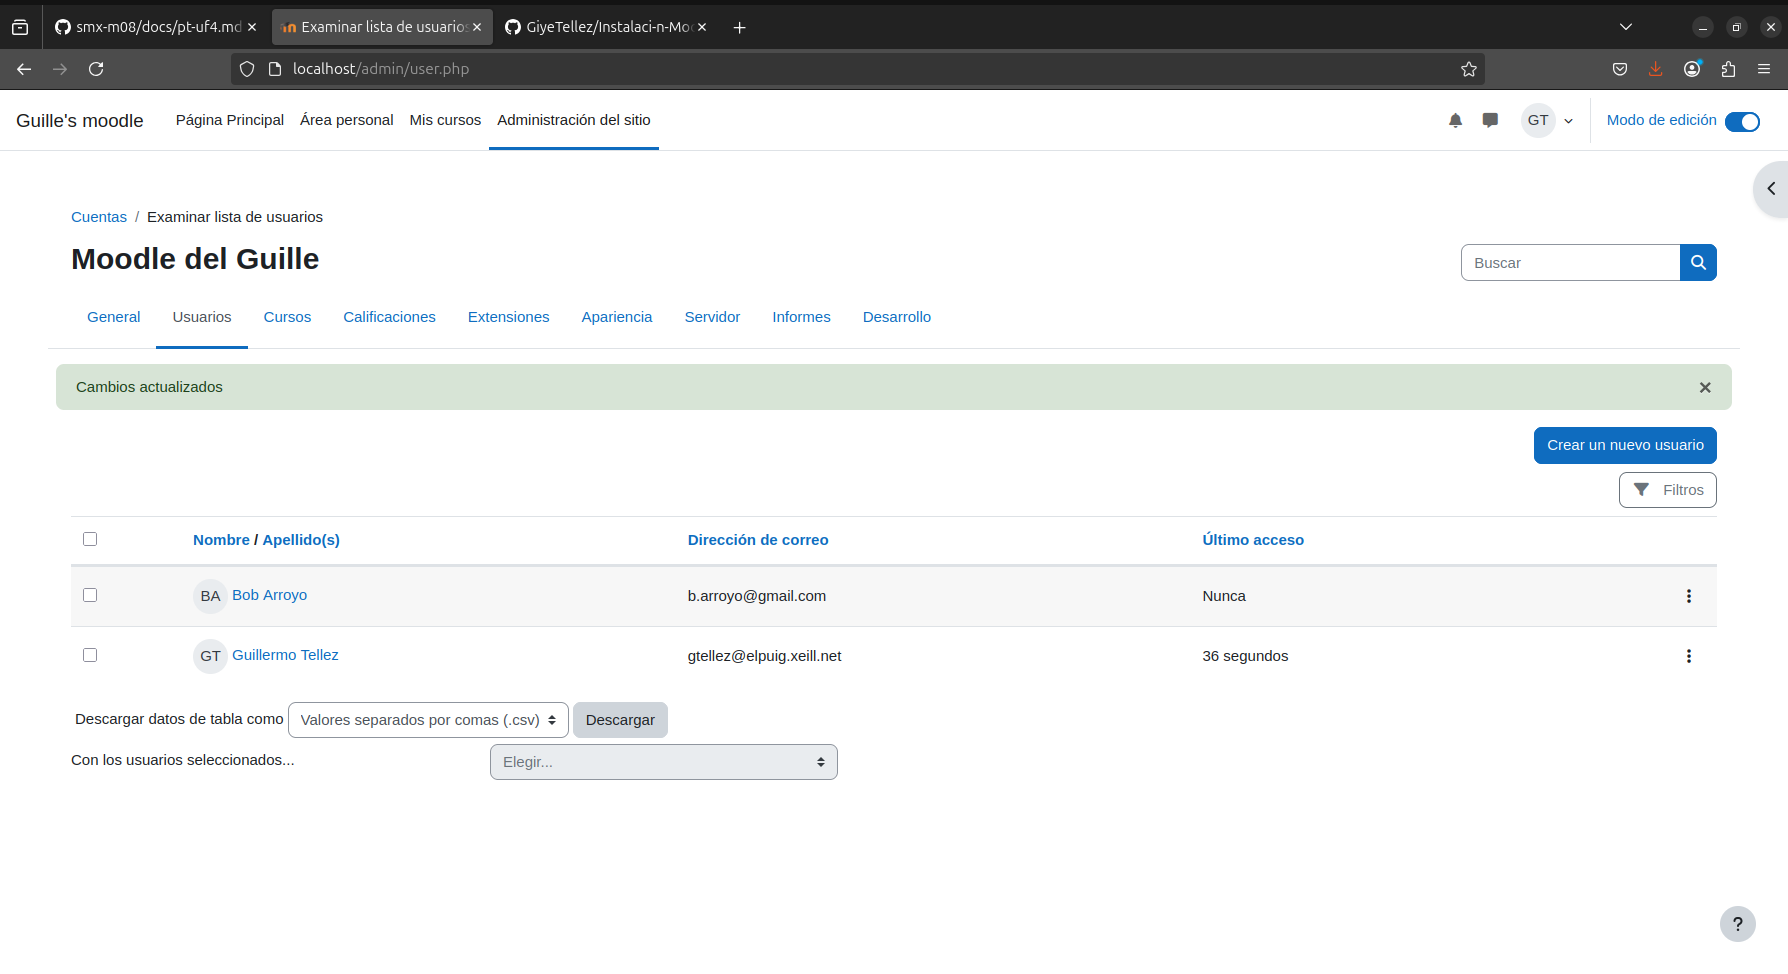 smx-m08/docs/pt-uf4.md
Examinar lista de usuarios
GiyeTellez/Instalaci-n-Mo
localhost/admin/user.php
Guille's moodle
Página Principal
Área personal
Mis cursos
Administración del sitio
GT
Modo de edición
Cuentas / Examinar lista de usuarios
Moodle del Guille
Buscar
General
Usuarios
Cursos
Calificaciones
Extensiones
Apariencia
Servidor
Informes
Desarrollo
Cambios actualizados
Crear un nuevo usuario
Filtros
Nombre / Apellido(s)
Dirección de correo
Último acceso
BA Bob Arroyo
b.arroyo@gmail.com
Nunca
GT Guillermo Tellez
gtellez@elpuig.xeill.net
36 segundos
Descargar datos de tabla como
Valores separados por comas (.csv)
Descargar
Con los usuarios seleccionados...
Elegir...
?